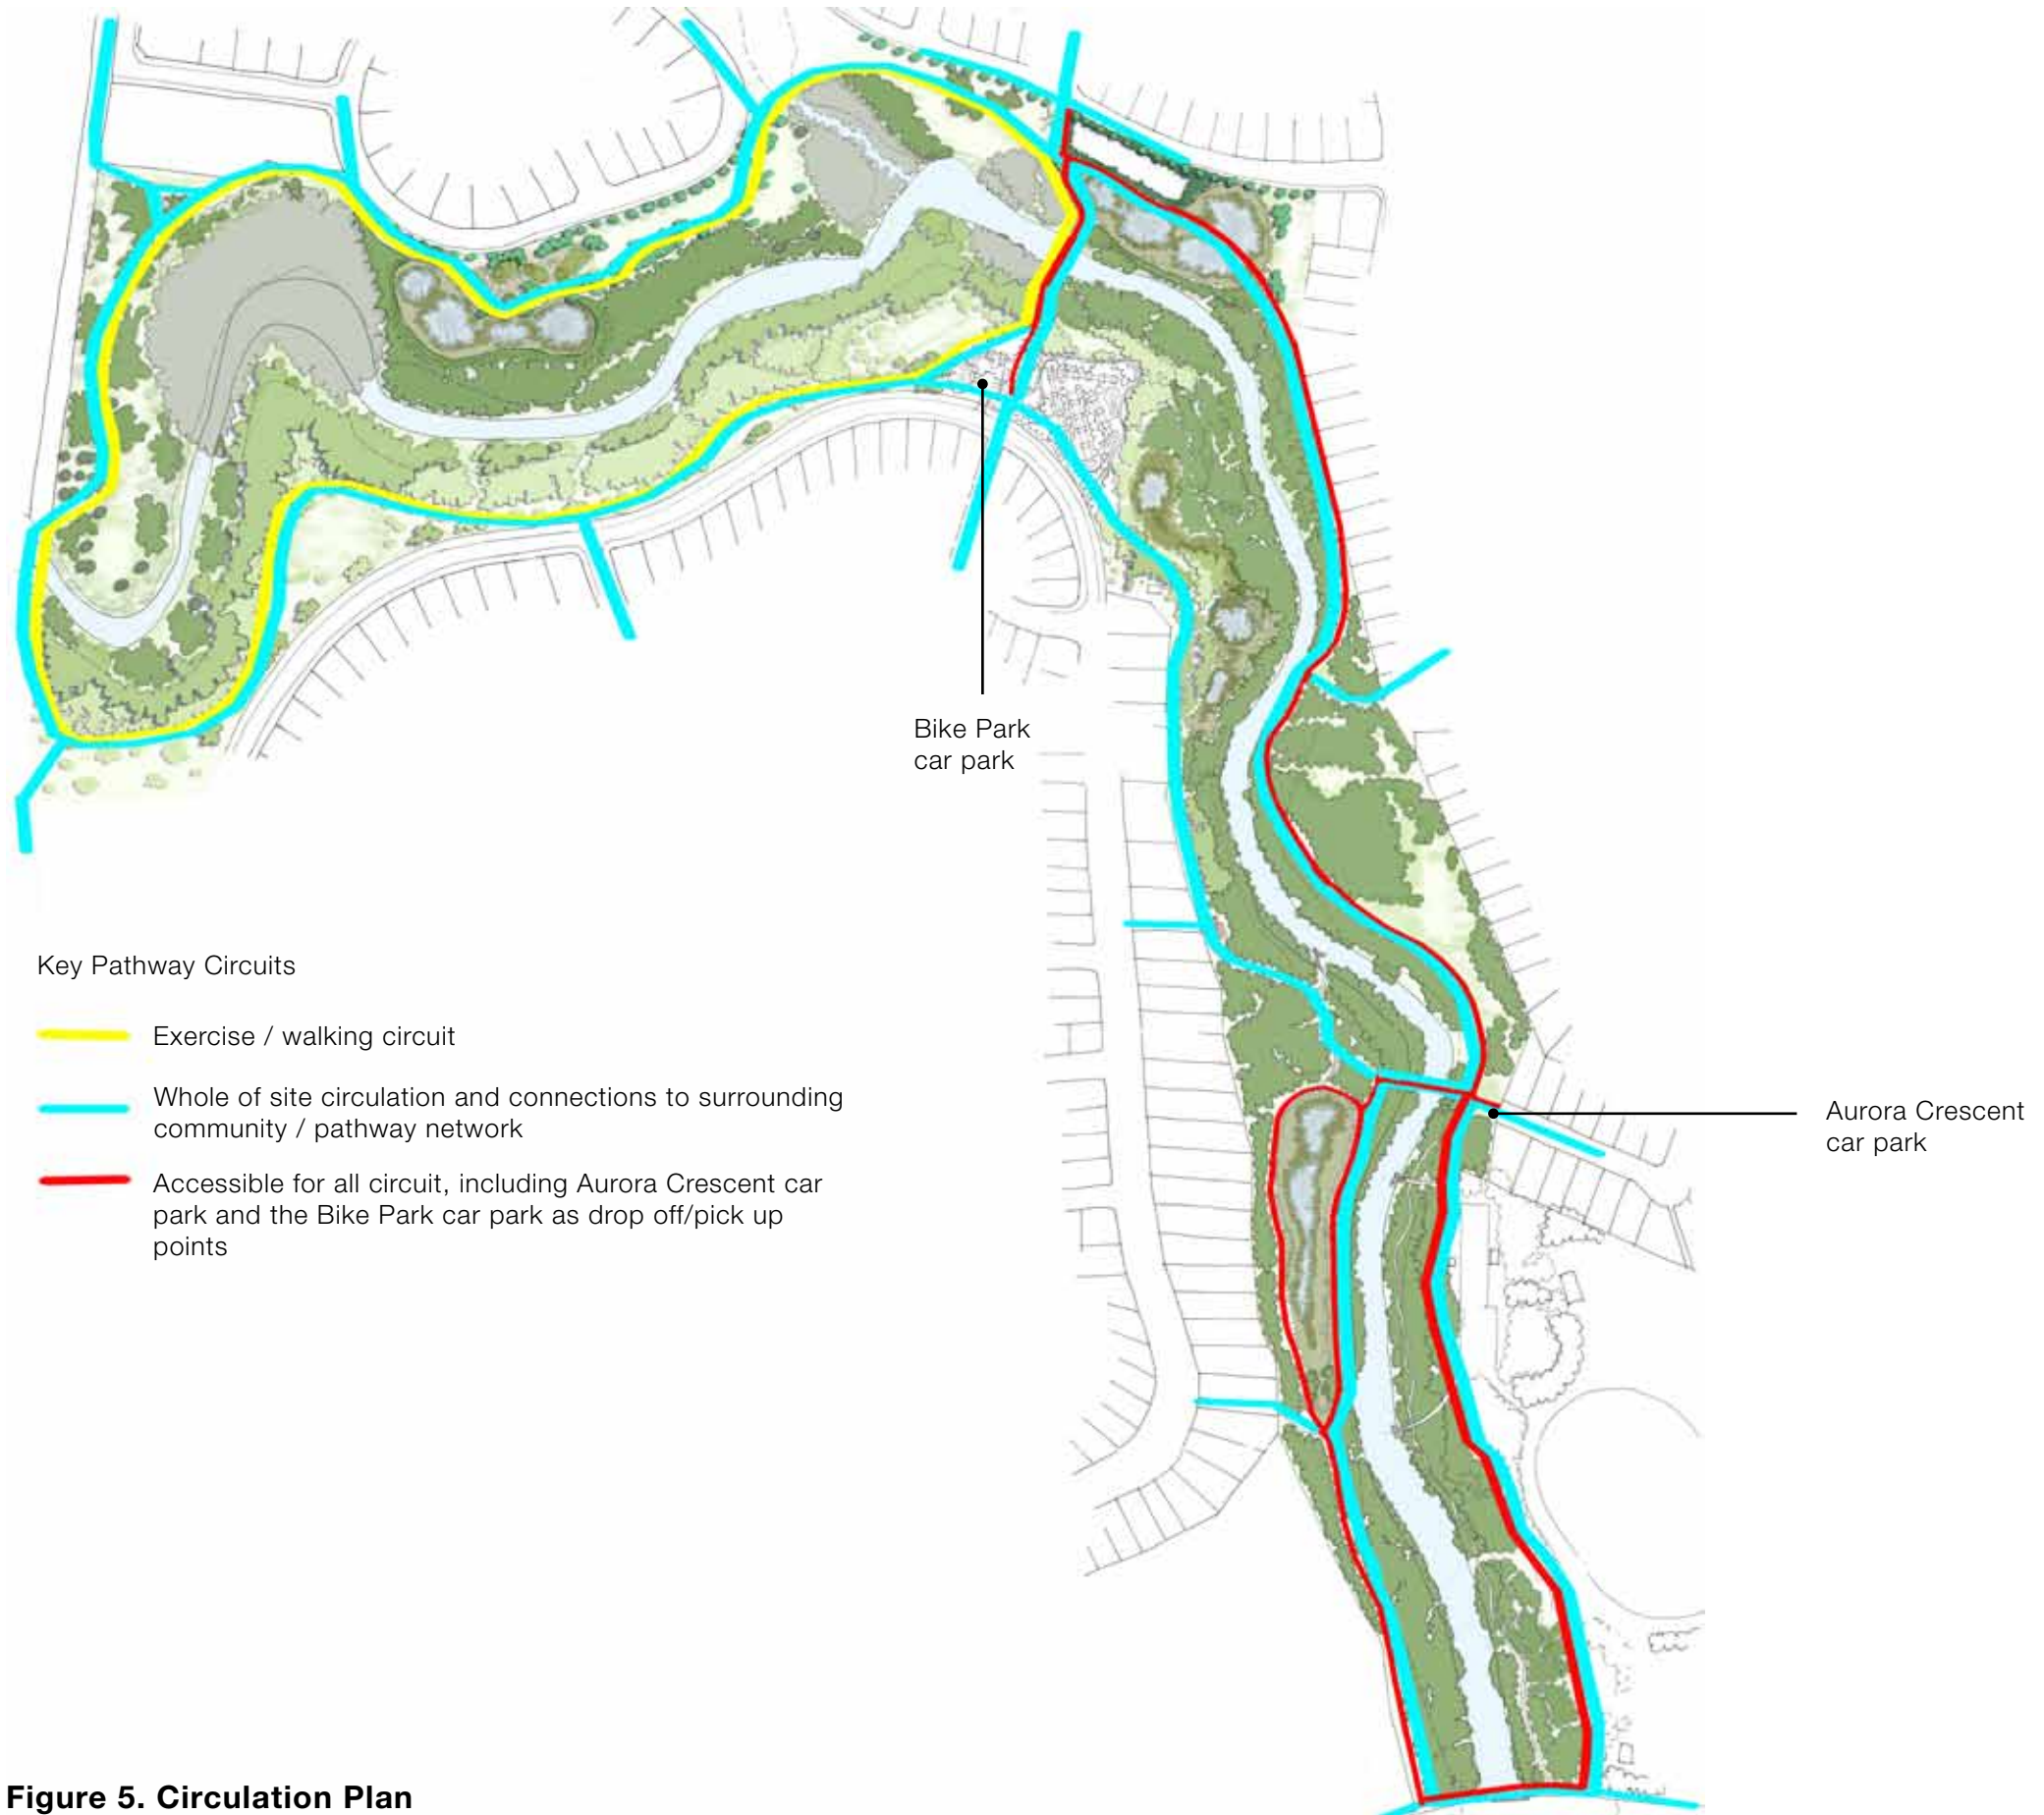 Bike Park
car park
Key Pathway Circuits
Exercise / walking circuit
Whole of site circulation and connections to surrounding
community / pathway network
Accessible for all circuit, including Aurora Crescent car
park and the Bike Park car park as drop off/pick up
points
Aurora Crescent
car park
Figure 5. Circulation Plan